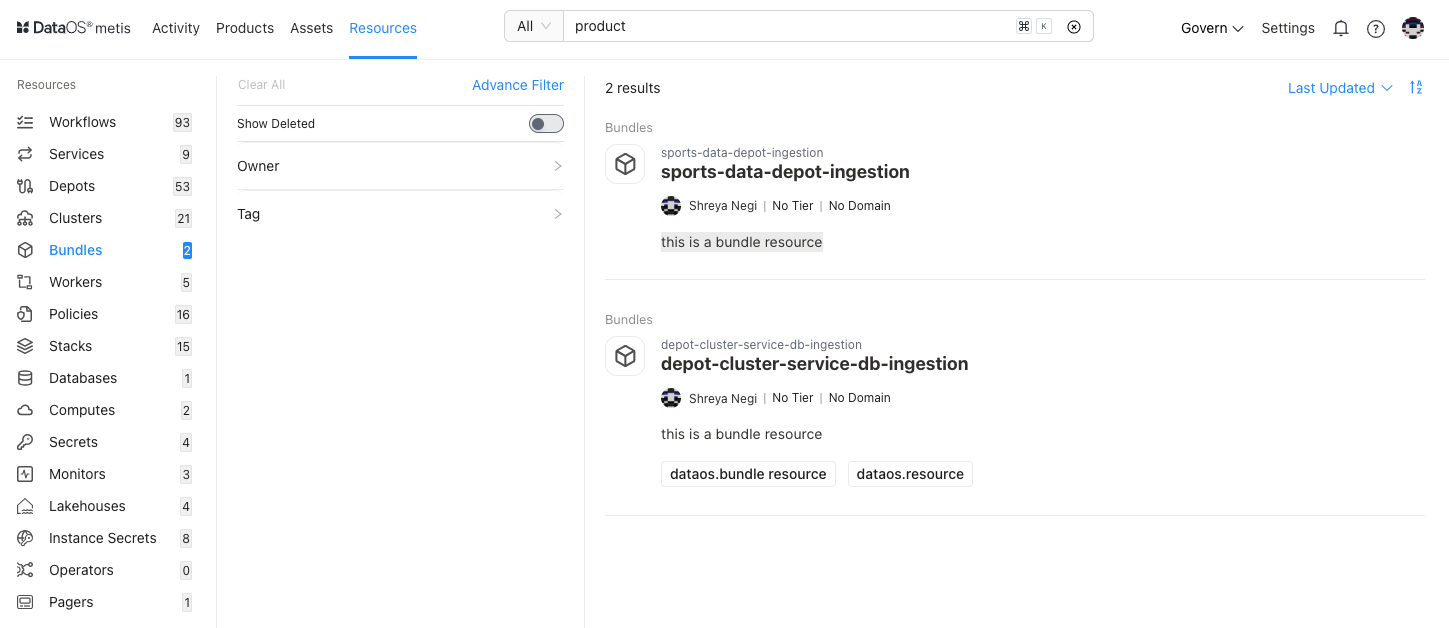 DataOS® metis Activity Products Assets Resources All product ⌘ K Govern Settings ?
Resources
Workflows 93
Services 9
Depots 53
Clusters 21
Bundles 2
Workers 5
Policies 16
Stacks 15
Databases 1
Computes 2
Secrets 4
Monitors 3
Lakehouses 4
Instance Secrets 8
Operators 0
Pagers 1
Clear All Advance Filter
Show Deleted
Owner
Tag
2 results Last Updated
Bundles
sports-data-depot-ingestion
sports-data-depot-ingestion
Shreya Negi | No Tier | No Domain
this is a bundle resource
Bundles
depot-cluster-service-db-ingestion
depot-cluster-service-db-ingestion
Shreya Negi | No Tier | No Domain
this is a bundle resource
dataos.bundle resource dataos.resource